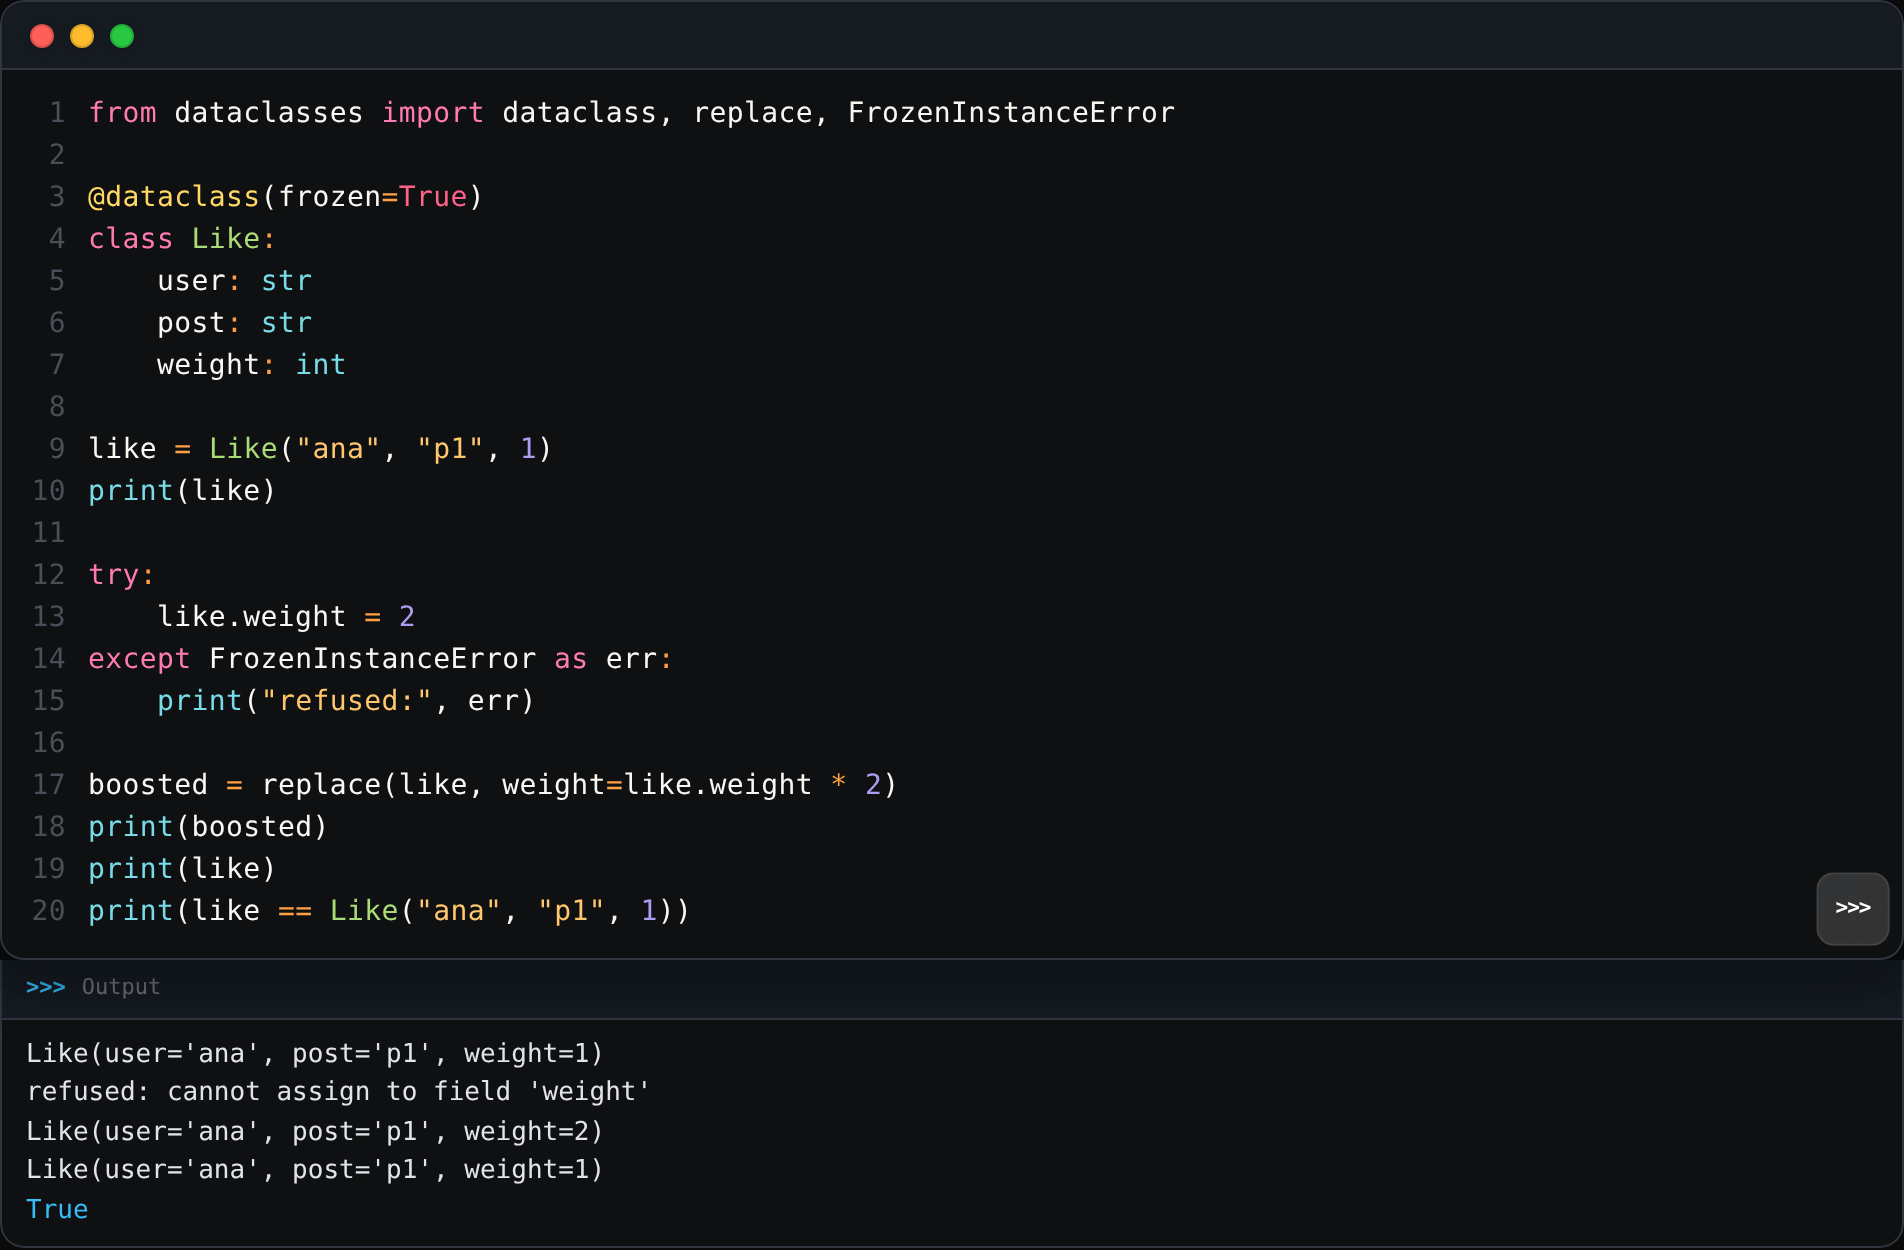 1 from dataclasses import dataclass, replace, FrozenInstanceError
2
3 @dataclass(frozen=True)
4 class Like:
5     user: str
6     post: str
7     weight: int
8
9 like = Like("ana", "p1", 1)
10 print(like)
11
12 try:
13     like.weight = 2
14 except FrozenInstanceError as err:
15     print("refused:", err)
16
17 boosted = replace(like, weight=like.weight * 2)
18 print(boosted)
19 print(like)
20 print(like == Like("ana", "p1", 1))
>>>
>>> Output
Like(user='ana', post='p1', weight=1)
refused: cannot assign to field 'weight'
Like(user='ana', post='p1', weight=2)
Like(user='ana', post='p1', weight=1)
True